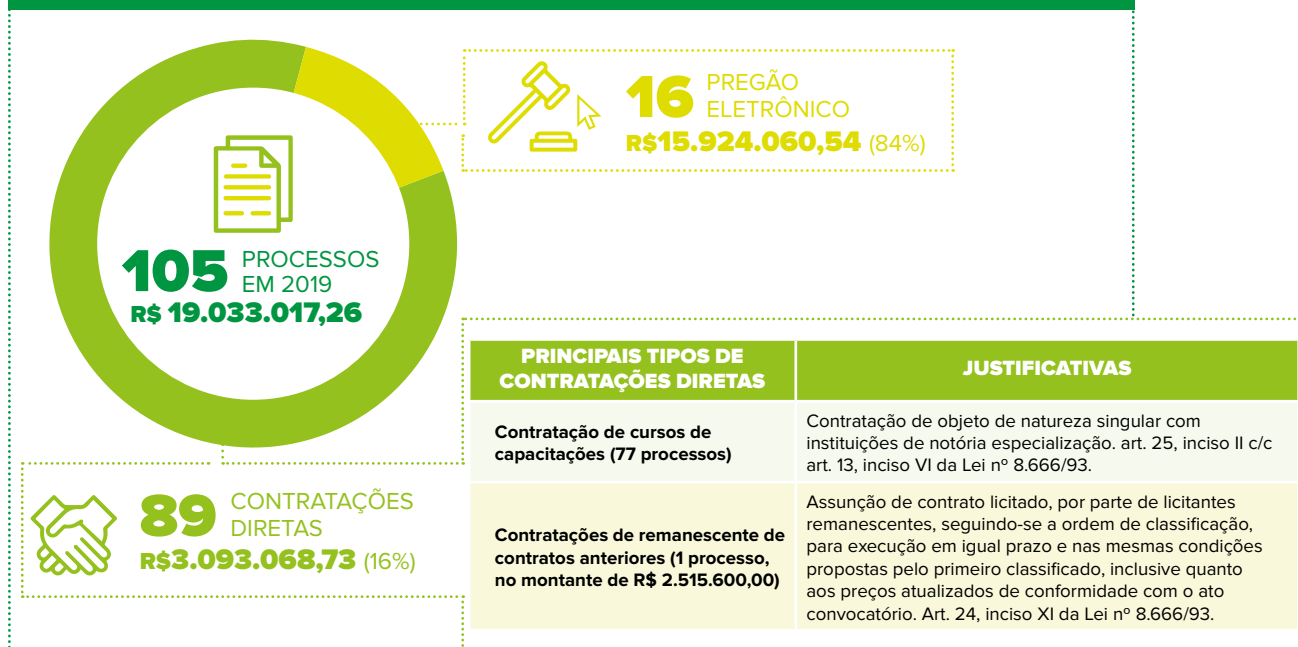 16 PREGÃO
ELETRÔNICO
R$15.924.060,54 (84%)
105 PROCESSOS
EM 2019
R$ 19.033.017,26
89 CONTRATAÇÕES
DIRETAS
R$3.093.068,73 (16%)
PRINCIPAIS TIPOS DE
CONTRATAÇÕES DIRETAS
JUSTIFICATIVAS
Contratação de cursos de
capacitações (77 processos)
Contratação de objeto de natureza singular com
instituições de notória especialização. art. 25, inciso II c/c
art. 13, inciso VI da Lei nº 8.666/93.
Contratações de remanescente de
contratos anteriores (1 processo,
no montante de R$ 2.515.600,00)
Assunção de contrato licitado, por parte de licitantes
remanescentes, seguindo-se a ordem de classificação,
para execução em igual prazo e nas mesmas condições
propostas pelo primeiro classificado, inclusive quanto
aos preços atualizados de conformidade com o ato
convocatório. Art. 24, inciso XI da Lei nº 8.666/93.